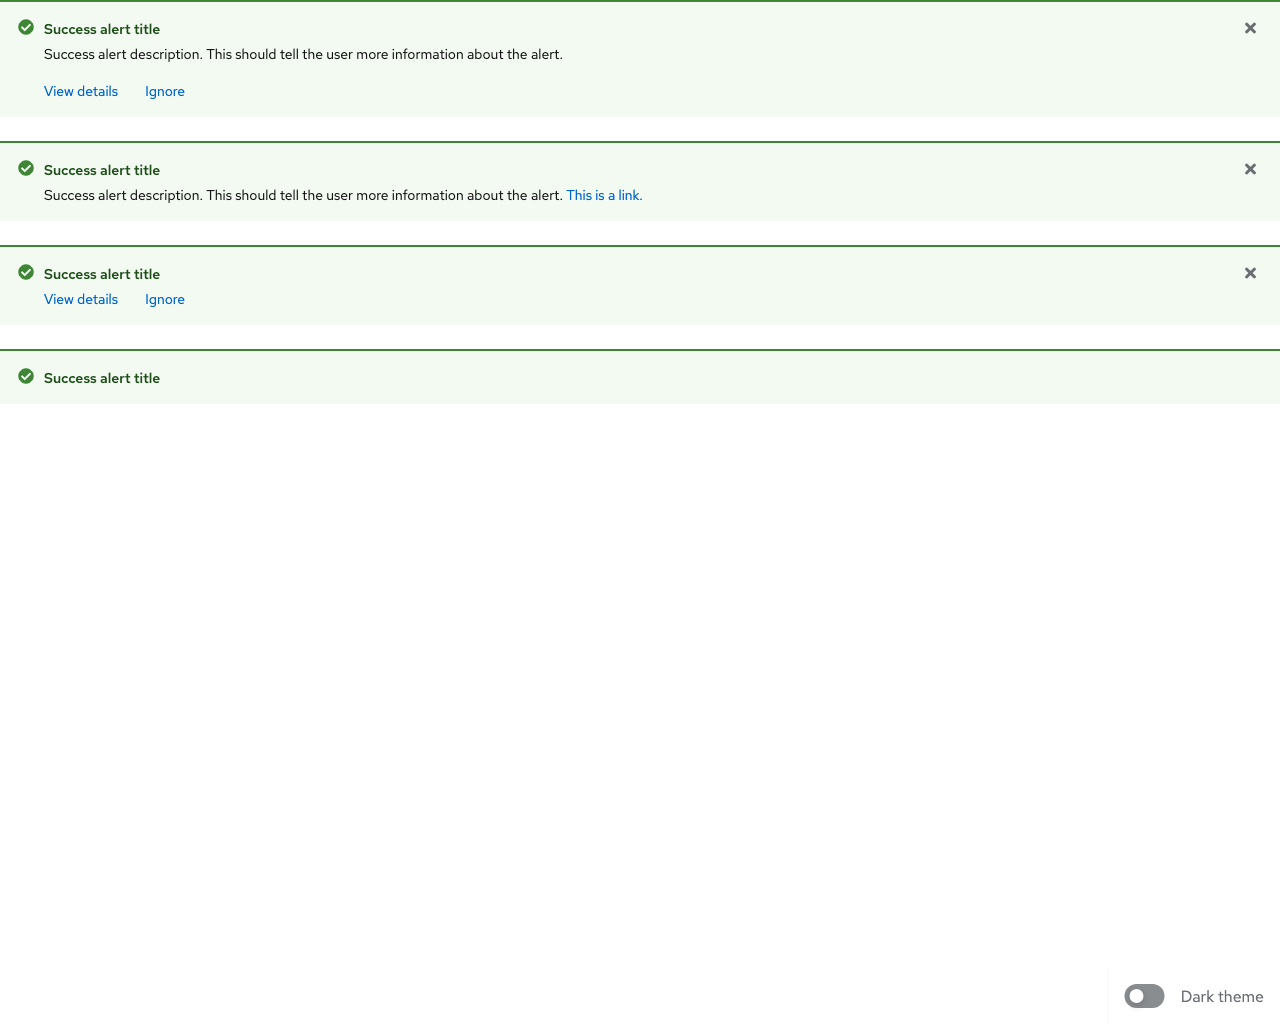 Success alert title
Success alert description. This should tell the user more information about the alert.
View details Ignore
Success alert title
Success alert description. This should tell the user more information about the alert. This is a link.
Success alert title
View details Ignore
Success alert title
Dark theme